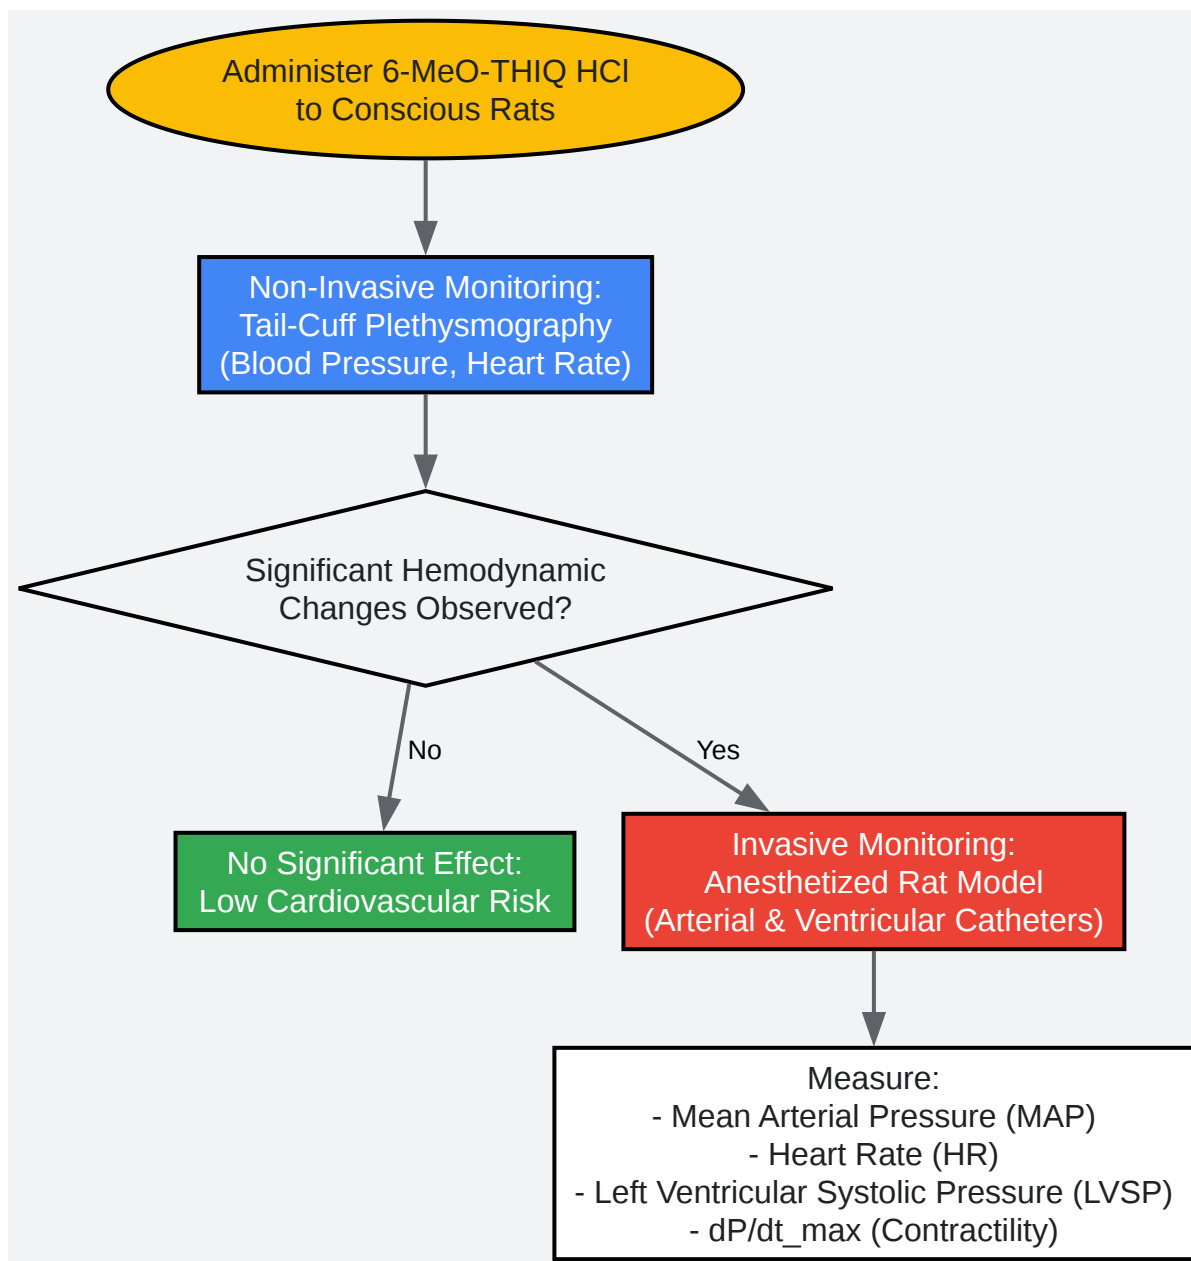 Administer 6-MeO-THIQ HCl
to Conscious Rats
Non-Invasive Monitoring:
Tail-Cuff Plethysmography
(Blood Pressure, Heart Rate)
Significant Hemodynamic
Changes Observed?
No
Yes
No Significant Effect:
Low Cardiovascular Risk
Invasive Monitoring:
Anesthetized Rat Model
(Arterial & Ventricular Catheters)
Measure:
- Mean Arterial Pressure (MAP)
- Heart Rate (HR)
- Left Ventricular Systolic Pressure (LVSP)
- dP/dt_max (Contractility)